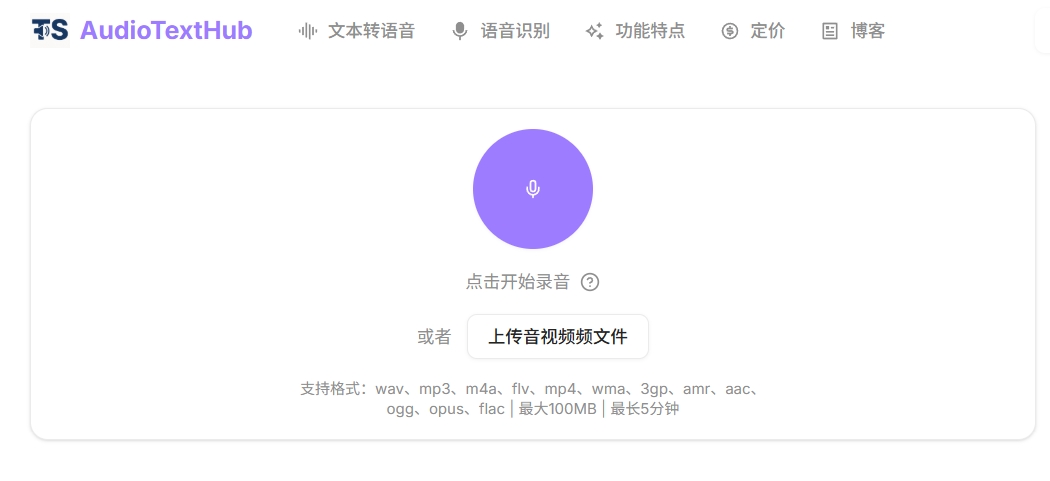 TS AudioTextHub 文本转语音 语音识别 功能特点 定价 博客
点击开始录音
或者 上传音视频频文件
支持格式：wav、mp3、m4a、flv、mp4、wma、3gp、amr、aac、
ogg、opus、flac | 最大100MB | 最长5分钟